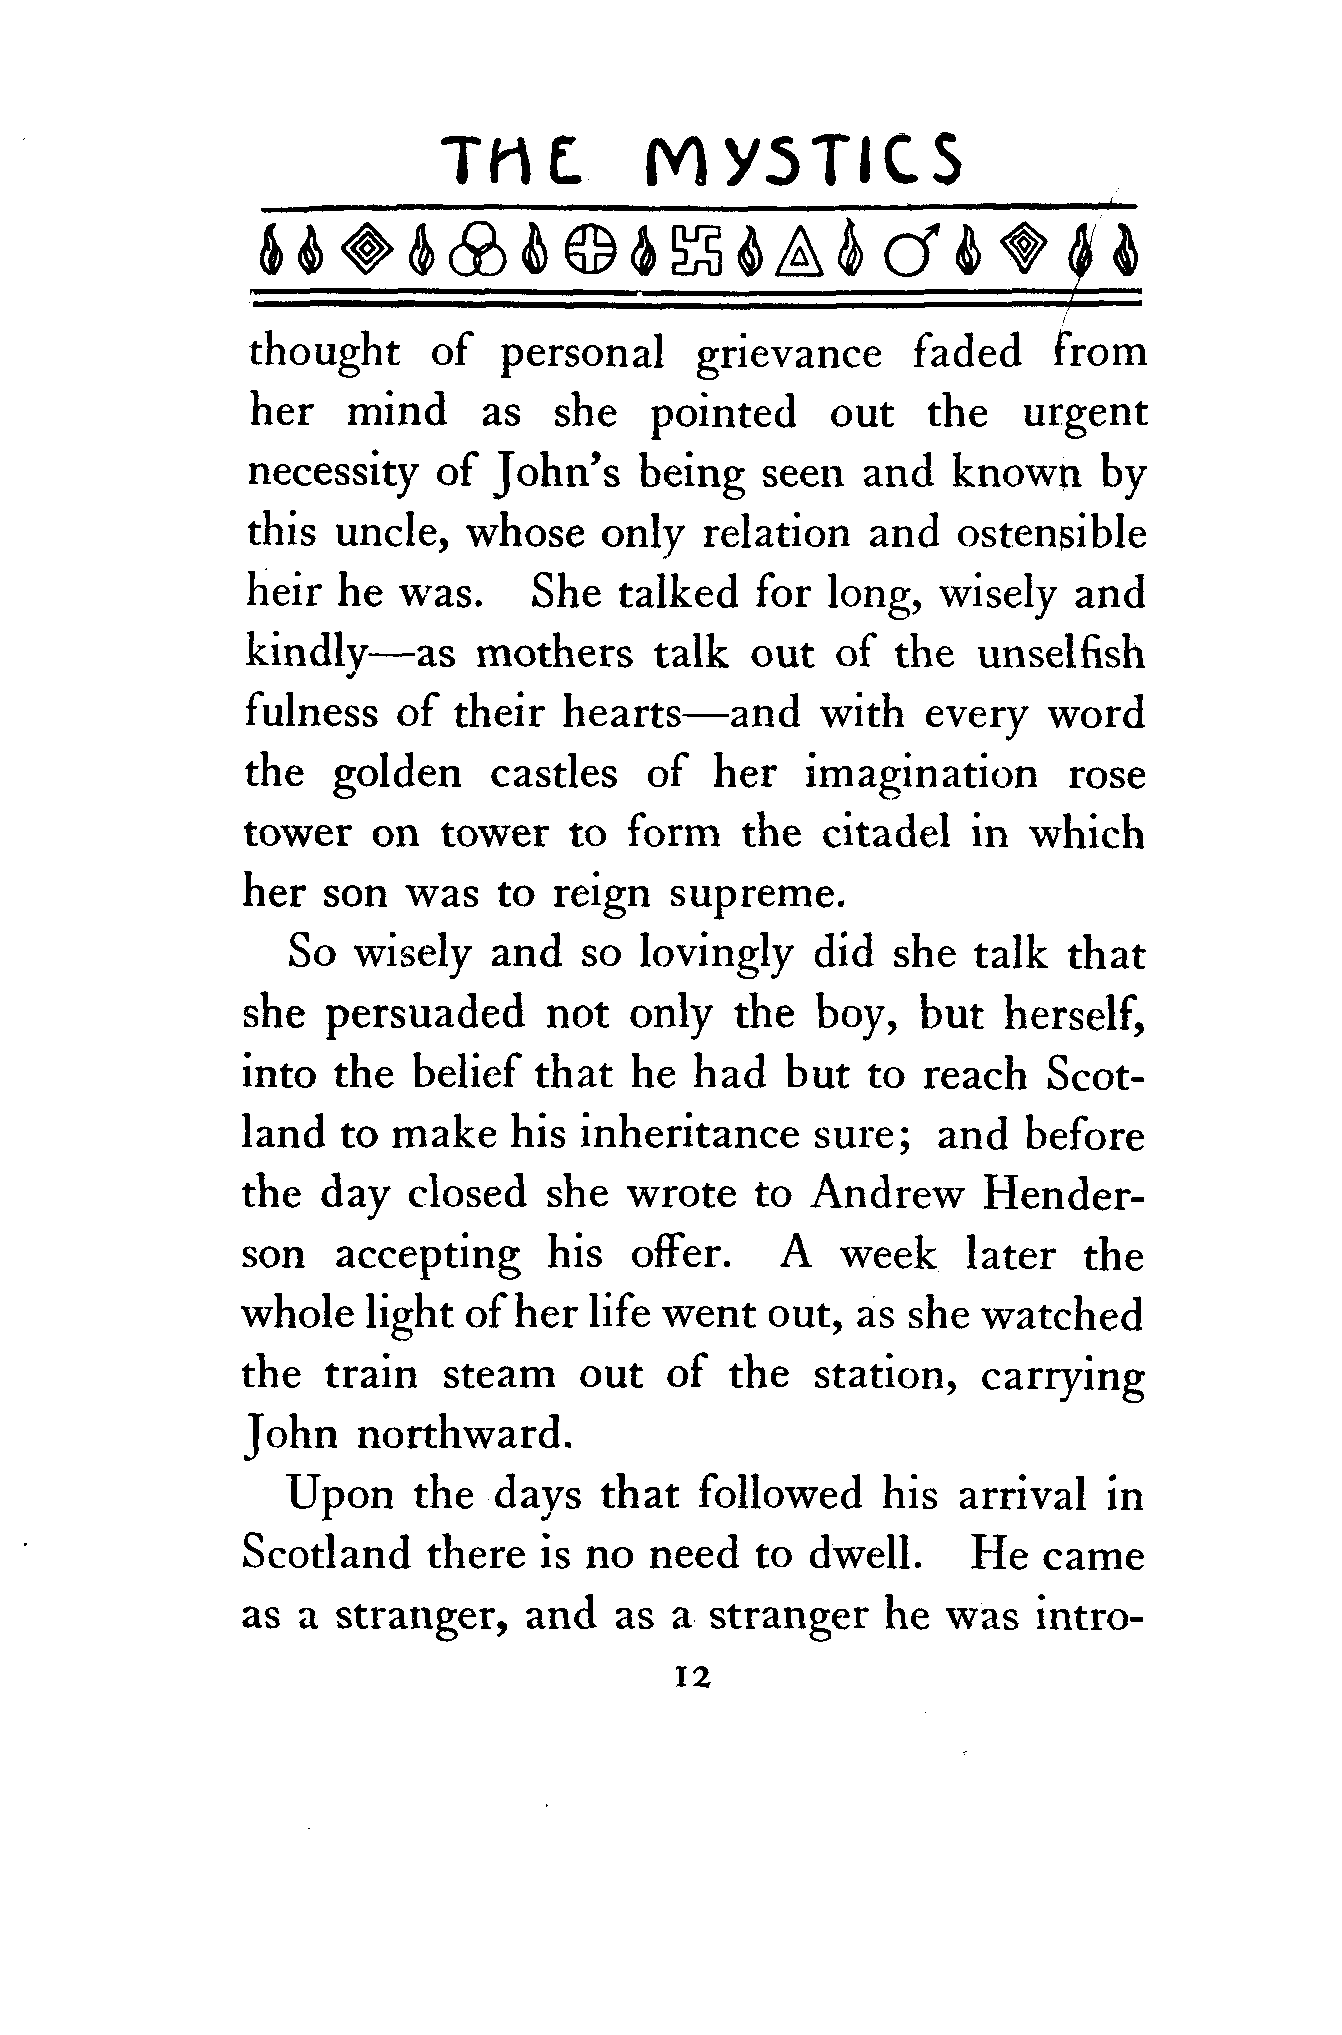 THE MYSTICS
thought of personal grievance faded from
her mind as she pointed out the urgent
necessity of John's being seen and known by
this uncle, whose only relation and ostensible
heir he was. She talked for long, wisely and
kindly—as mothers talk out of the unselfish
fulness of their hearts—and with every word
the golden castles of her imagination rose
tower on tower to form the citadel in which
her son was to reign supreme.
So wisely and so lovingly did she talk that
she persuaded not only the boy, but herself,
into the belief that he had but to reach Scot-
land to make his inheritance sure; and before
the day closed she wrote to Andrew Hender-
son accepting his offer. A week later the
whole light of her life went out, as she watched
the train steam out of the station, carrying
John northward.
Upon the days that followed his arrival in
Scotland there is no need to dwell. He came
as a stranger, and as a stranger he was intro-
12